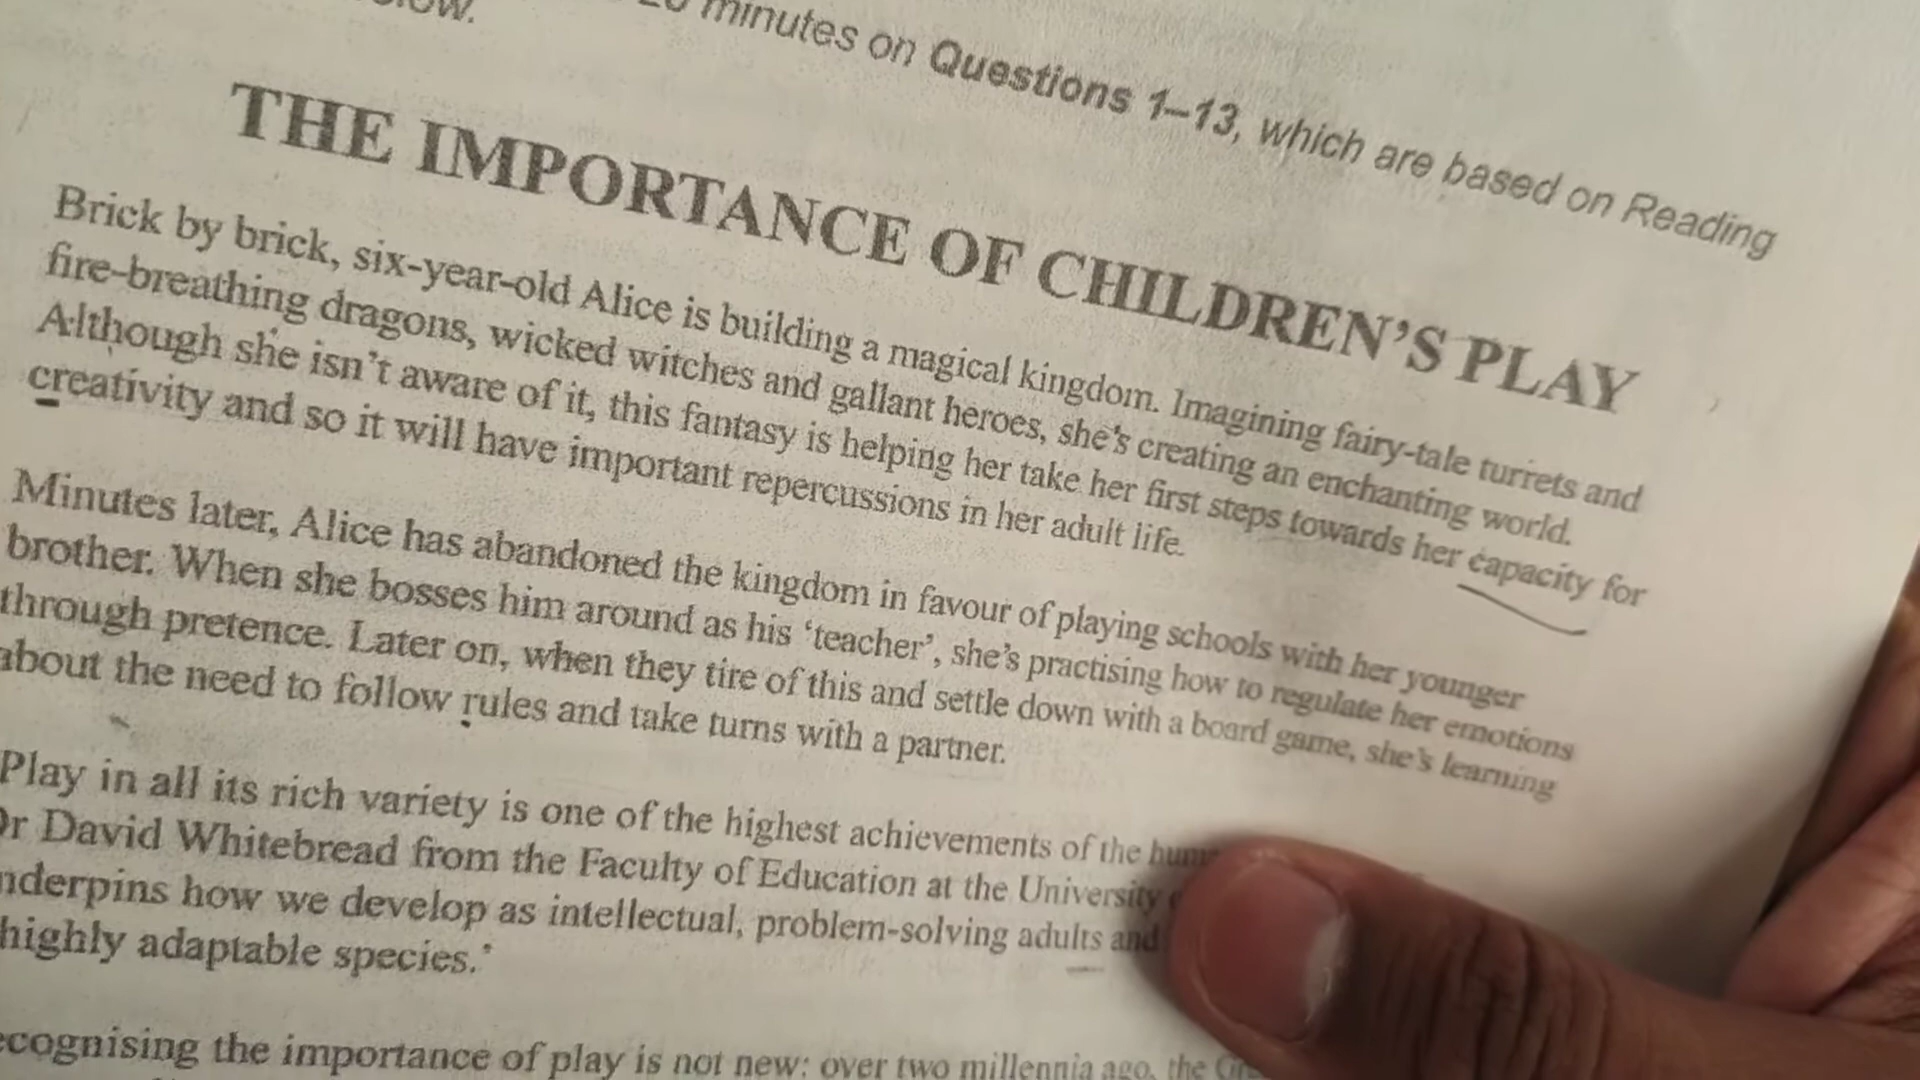 minutes on Questions 1–13, which are based on Reading
THE IMPORTANCE OF CHILDREN'S PLAY
Brick by brick, six-year-old Alice is building a magical kingdom. Imagining fairy-tale turrets and
fire-breathing dragons, wicked witches and gallant heroes, she's creating an enchanting world.
Although she isn't aware of it, this fantasy is helping her take her first steps towards her capacity for
creativity and so it will have important repercussions in her adult life.
Minutes later, Alice has abandoned the kingdom in favour of playing schools with her younger
brother. When she bosses him around as his ‘teacher’, she's practising how to regulate her emotions
through pretence. Later on, when they tire of this and settle down with a board game, she's learning
about the need to follow rules and take turns with a partner.
Play in all its rich variety is one of the highest achievements of the
Dr David Whitebread from the Faculty of Education at the University
how we develop as intellectual, problem-solving adults and
highly adaptable species.’
the importance of play is not new: over two millennia ago, the